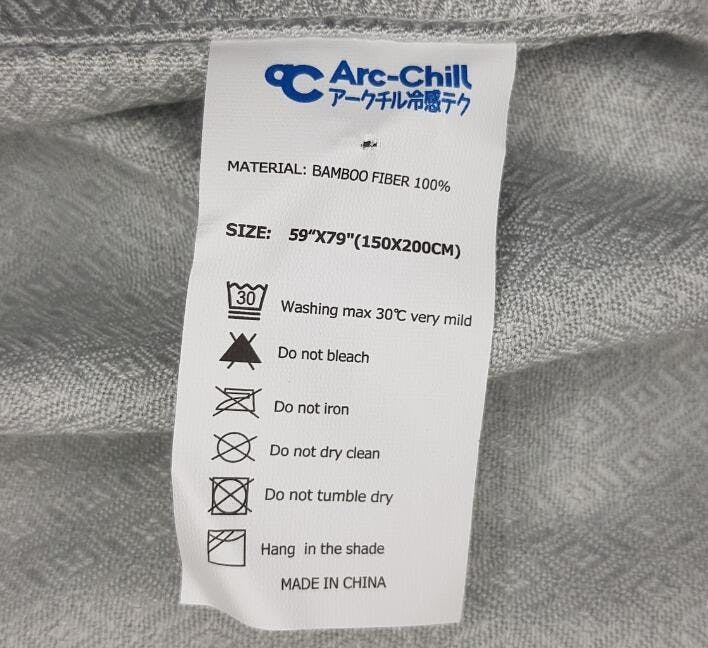 Arc-Chill
アークチル冷感テク
MATERIAL: BAMBOO FIBER 100%
SIZE: 59“X79"(150X200CM)
30 Washing max 30℃ very mild
Do not bleach
Do not iron
Do not dry clean
Do not tumble dry
Hang in the shade
MADE IN CHINA